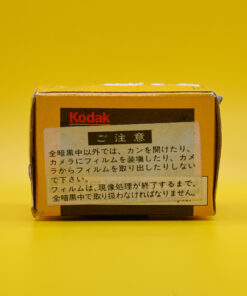 Kodak
ご注意
全暗黒中以外では、カンを開けたり、
カメラにフィルムを装塡したり、カメ
ラからフィルムを取り出したりしない
で下さい。
フィルムは、現像処理が終了するまで、
全暗黒中で取り扱わなければなりません。